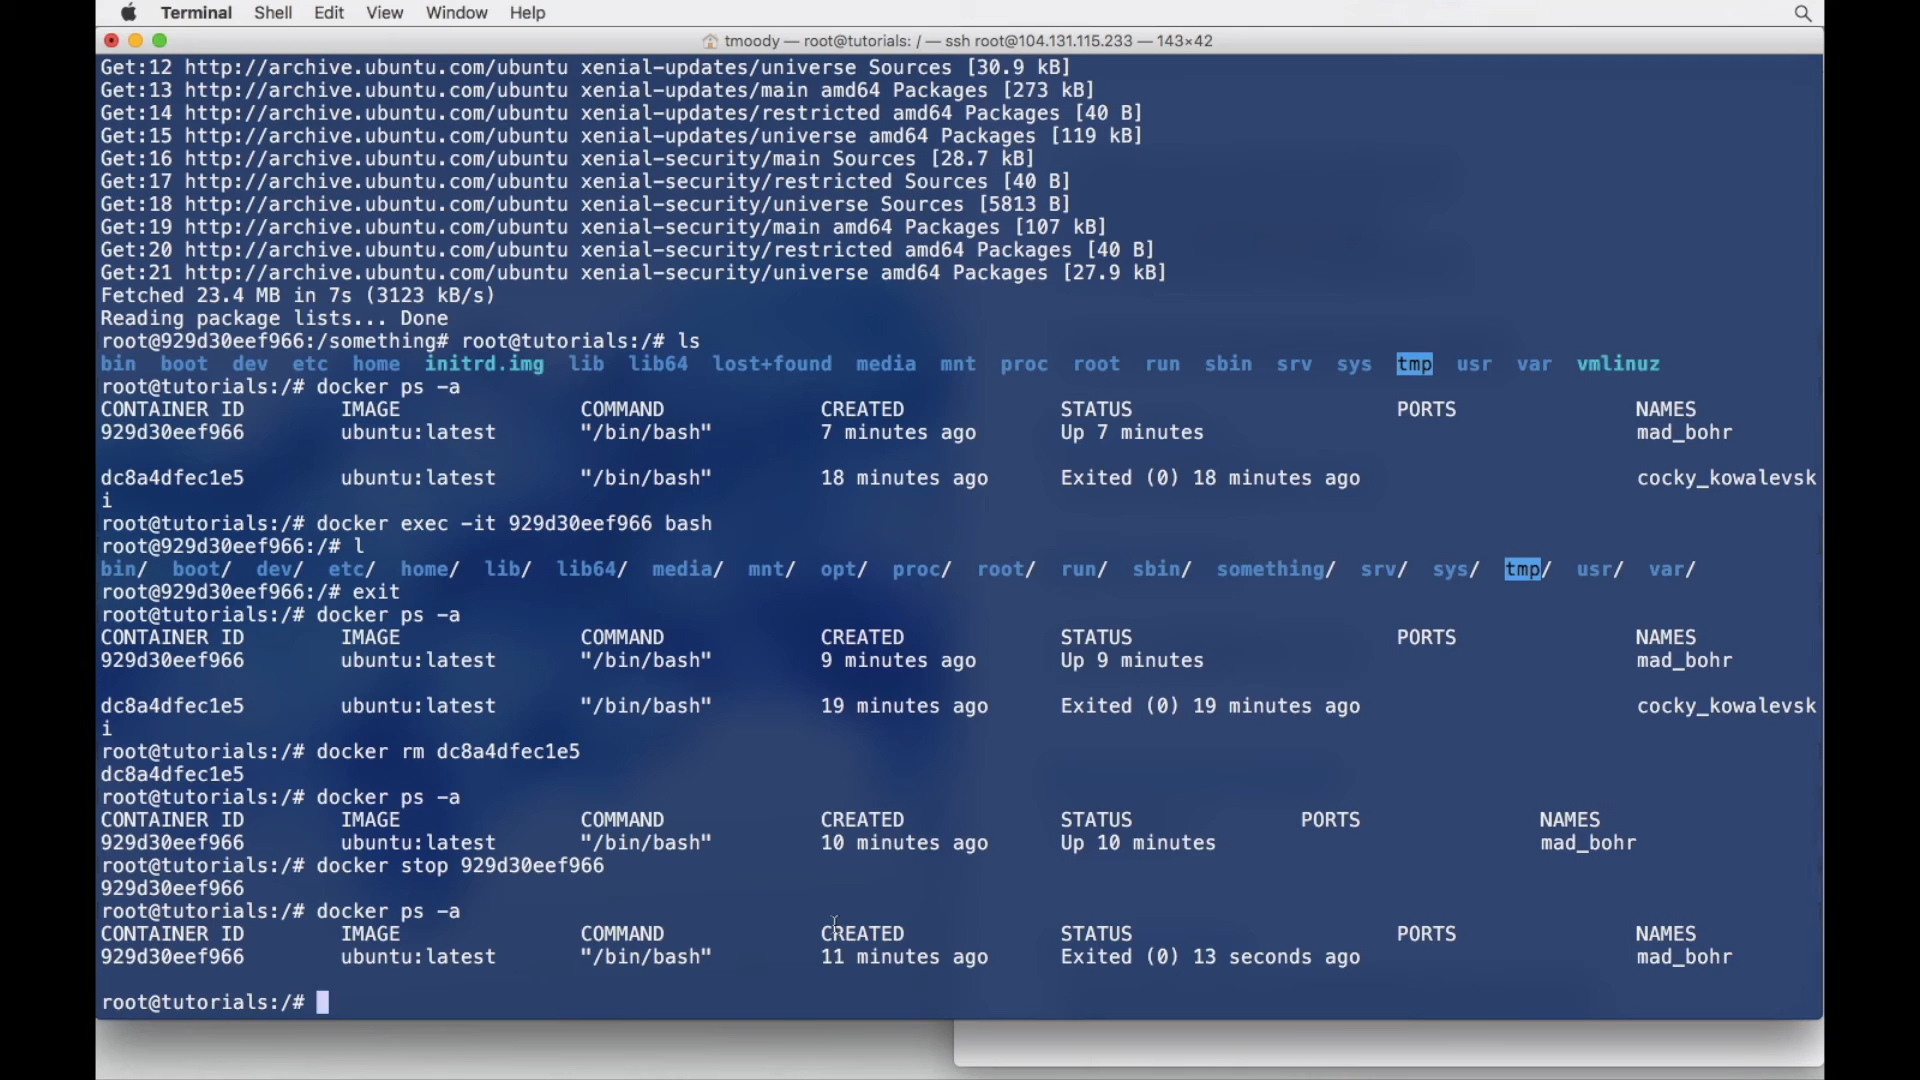 Terminal Shell Edit View Window Help
tmoody — root@tutorials: / — ssh root@104.131.115.233 — 143×42
Get:12 http://archive.ubuntu.com/ubuntu xenial-updates/universe Sources [30.9 kB]
Get:13 http://archive.ubuntu.com/ubuntu xenial-updates/main amd64 Packages [273 kB]
Get:14 http://archive.ubuntu.com/ubuntu xenial-updates/restricted amd64 Packages [40 B]
Get:15 http://archive.ubuntu.com/ubuntu xenial-updates/universe amd64 Packages [119 kB]
Get:16 http://archive.ubuntu.com/ubuntu xenial-security/main Sources [28.7 kB]
Get:17 http://archive.ubuntu.com/ubuntu xenial-security/restricted Sources [40 B]
Get:18 http://archive.ubuntu.com/ubuntu xenial-security/universe Sources [5813 B]
Get:19 http://archive.ubuntu.com/ubuntu xenial-security/main amd64 Packages [107 kB]
Get:20 http://archive.ubuntu.com/ubuntu xenial-security/restricted amd64 Packages [40 B]
Get:21 http://archive.ubuntu.com/ubuntu xenial-security/universe amd64 Packages [27.9 kB]
Fetched 23.4 MB in 7s (3123 kB/s)
Reading package lists... Done
root@929d30eef966:/something# root@tutorials:/# ls
bin boot dev etc home initrd.img lib lib64 lost+found media mnt proc root run sbin srv sys tmp usr var vmlinuz
root@tutorials:/# docker ps -a
CONTAINER ID IMAGE COMMAND CREATED STATUS PORTS NAMES
929d30eef966 ubuntu:latest "/bin/bash" 7 minutes ago Up 7 minutes mad_bohr
dc8a4dfec1e5 ubuntu:latest "/bin/bash" 18 minutes ago Exited (0) 18 minutes ago cocky_kowalevsk
i
root@tutorials:/# docker exec -it 929d30eef966 bash
root@929d30eef966:/# l
bin/ boot/ dev/ etc/ home/ lib/ lib64/ media/ mnt/ opt/ proc/ root/ run/ sbin/ something/ srv/ sys/ tmp/ usr/ var/
root@929d30eef966:/# exit
root@tutorials:/# docker ps -a
CONTAINER ID IMAGE COMMAND CREATED STATUS PORTS NAMES
929d30eef966 ubuntu:latest "/bin/bash" 9 minutes ago Up 9 minutes mad_bohr
dc8a4dfec1e5 ubuntu:latest "/bin/bash" 19 minutes ago Exited (0) 19 minutes ago cocky_kowalevsk
i
root@tutorials:/# docker rm dc8a4dfec1e5
dc8a4dfec1e5
root@tutorials:/# docker ps -a
CONTAINER ID IMAGE COMMAND CREATED STATUS PORTS NAMES
929d30eef966 ubuntu:latest "/bin/bash" 10 minutes ago Up 10 minutes mad_bohr
root@tutorials:/# docker stop 929d30eef966
929d30eef966
root@tutorials:/# docker ps -a
CONTAINER ID IMAGE COMMAND CREATED STATUS PORTS NAMES
929d30eef966 ubuntu:latest "/bin/bash" 11 minutes ago Exited (0) 13 seconds ago mad_bohr
root@tutorials:/#